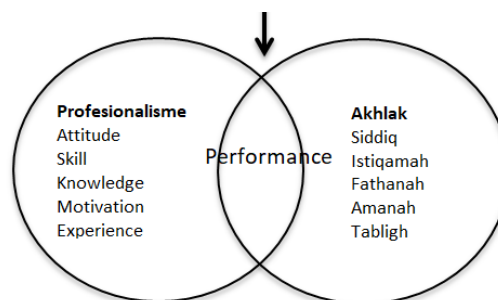 Profesionalisme
Attitude
Skill
Knowledge
Motivation
Experience
Performance
Akhlak
Siddiq
Istiqamah
Fathanah
Amanah
Tabligh